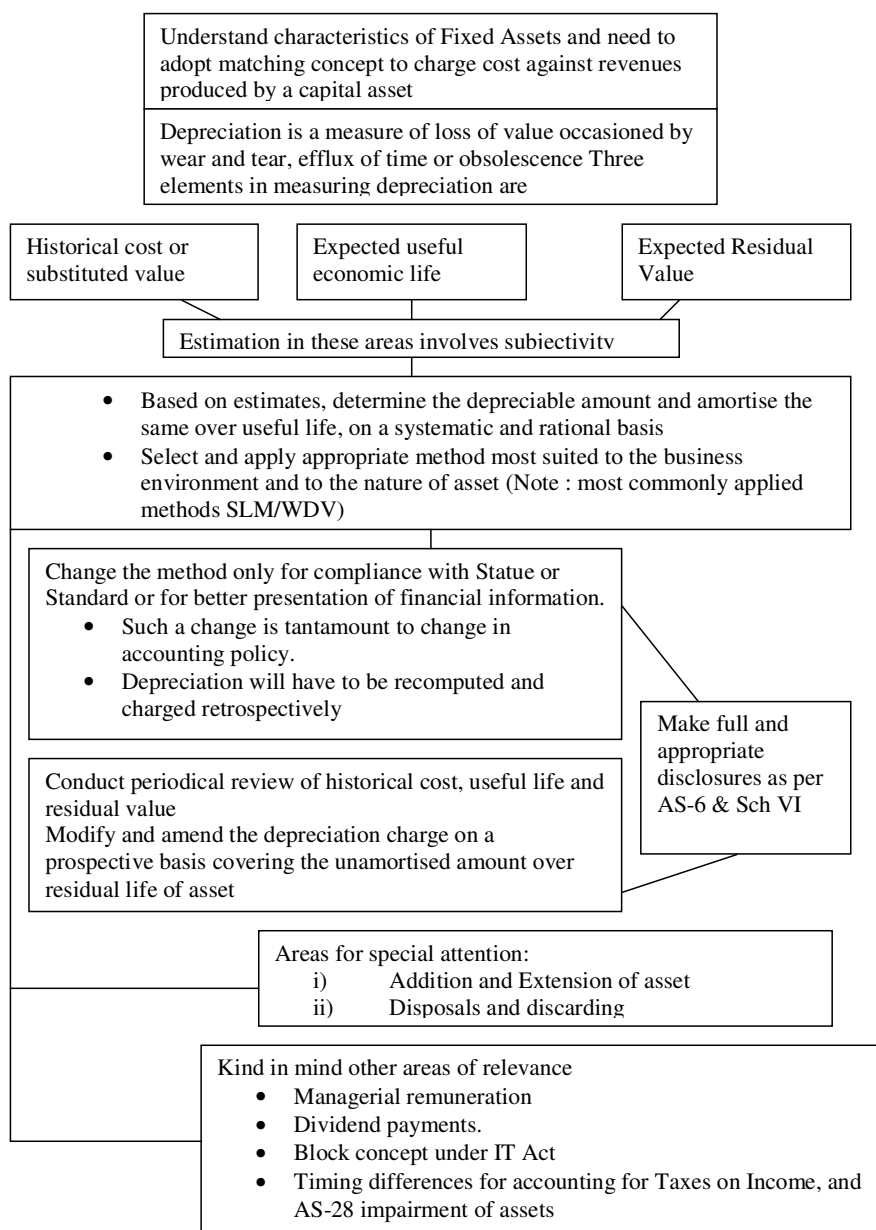 Understand characteristics of Fixed Assets and need to
adopt matching concept to charge cost against revenues
produced by a capital asset
Depreciation is a measure of loss of value occasioned by
wear and tear, efflux of time or obsolescence Three
elements in measuring depreciation are
Historical cost or
substituted value
Expected useful
economic life
Expected Residual
Value
Estimation in these areas involves subjectivity
• Based on estimates, determine the depreciable amount and amortise the
same over useful life, on a systematic and rational basis
• Select and apply appropriate method most suited to the business
environment and to the nature of asset (Note : most commonly applied
methods SLM/WDV)
Change the method only for compliance with Statue or
Standard or for better presentation of financial information.
• Such a change is tantamount to change in
accounting policy.
• Depreciation will have to be recomputed and
charged retrospectively
Make full and
appropriate
disclosures as per
AS-6 & Sch VI
Conduct periodical review of historical cost, useful life and
residual value
Modify and amend the depreciation charge on a
prospective basis covering the unamortised amount over
residual life of asset
Areas for special attention:
i) Addition and Extension of asset
ii) Disposals and discarding
Kind in mind other areas of relevance
• Managerial remuneration
• Dividend payments.
• Block concept under IT Act
• Timing differences for accounting for Taxes on Income, and
AS-28 impairment of assets